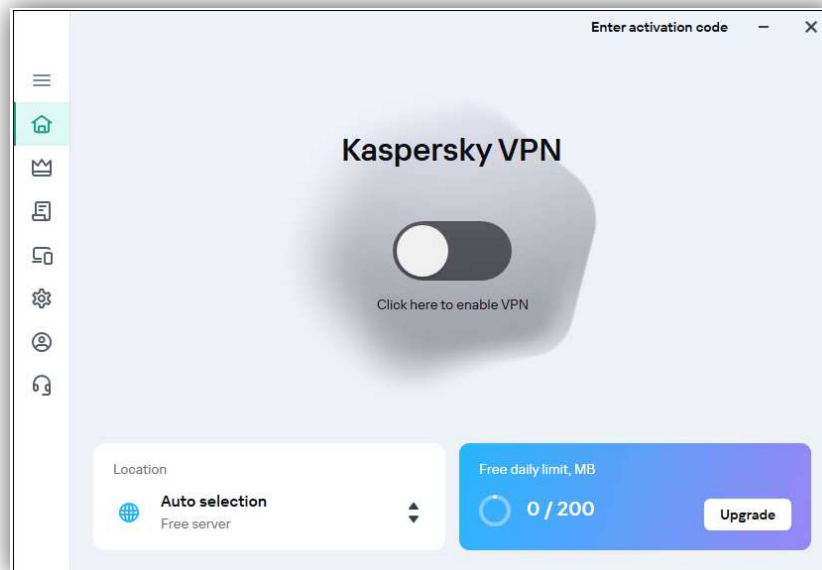 Enter activation code
Kaspersky VPN
Click here to enable VPN
Location
Auto selection
Free server
Free daily limit, MB
0 / 200
Upgrade